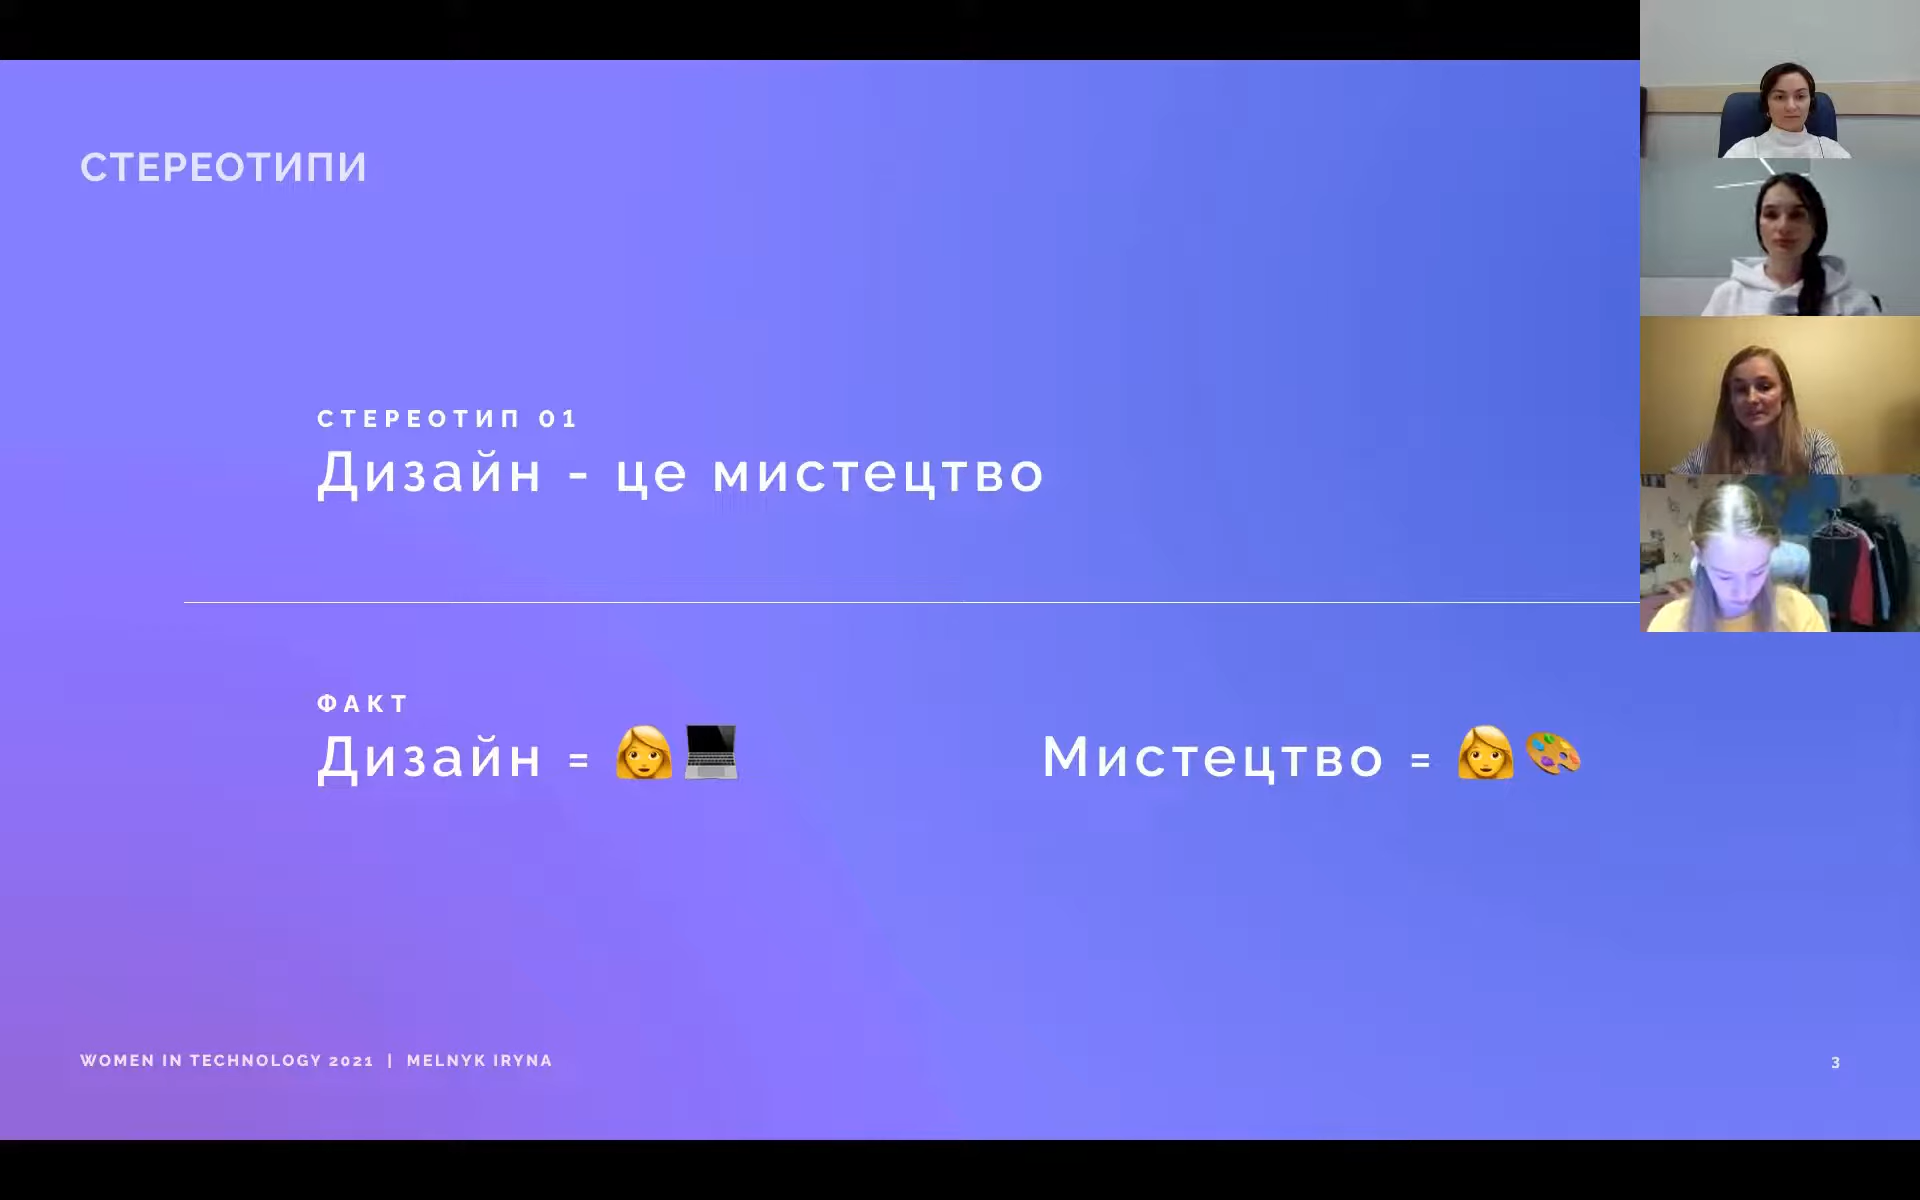 СТЕРЕОТИПИ
СТЕРЕОТИП 01
Дизайн - це мистецтво
ФАКТ
Дизайн = 👩💻
Мистецтво = 👩🎨
WOMEN IN TECHNOLOGY 2021 | MELNYK IRYNA
3